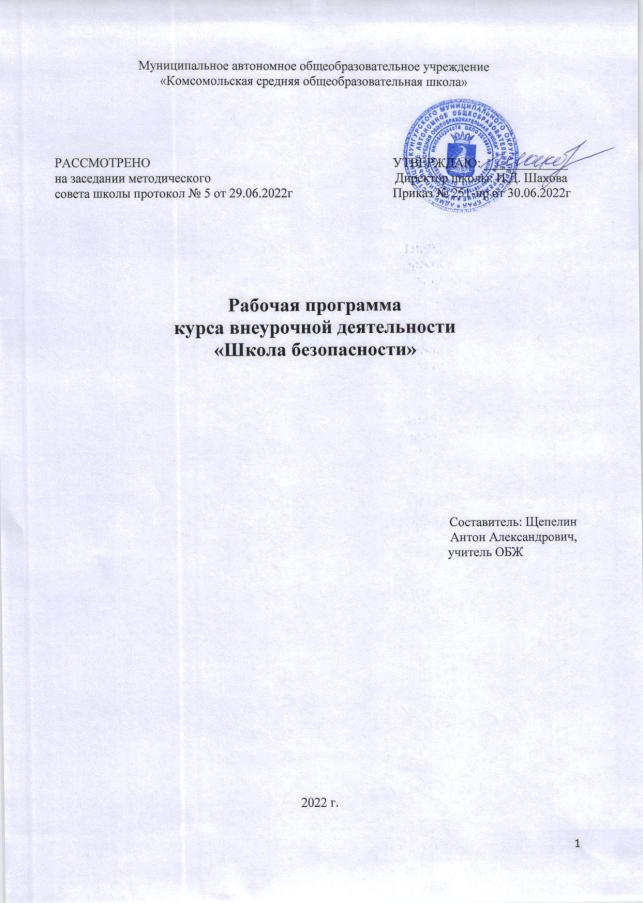 Муниципальное автономное общеобразовательное учреждение
«Комсомольская средняя общеобразовательная школа»
РАССМОТРЕНО
на заседании методического
совета школы протокол № 5 от 29.06.2022г
УТВЕРЖДАЮ:
Директор школы: Шахова
Приказ № от 30.06.2022г
Рабочая программа
курса внеурочной деятельности
«Школа безопасности»
Составитель: Щепелин
Антон Александрович,
учитель ОБЖ
2022 г.
1